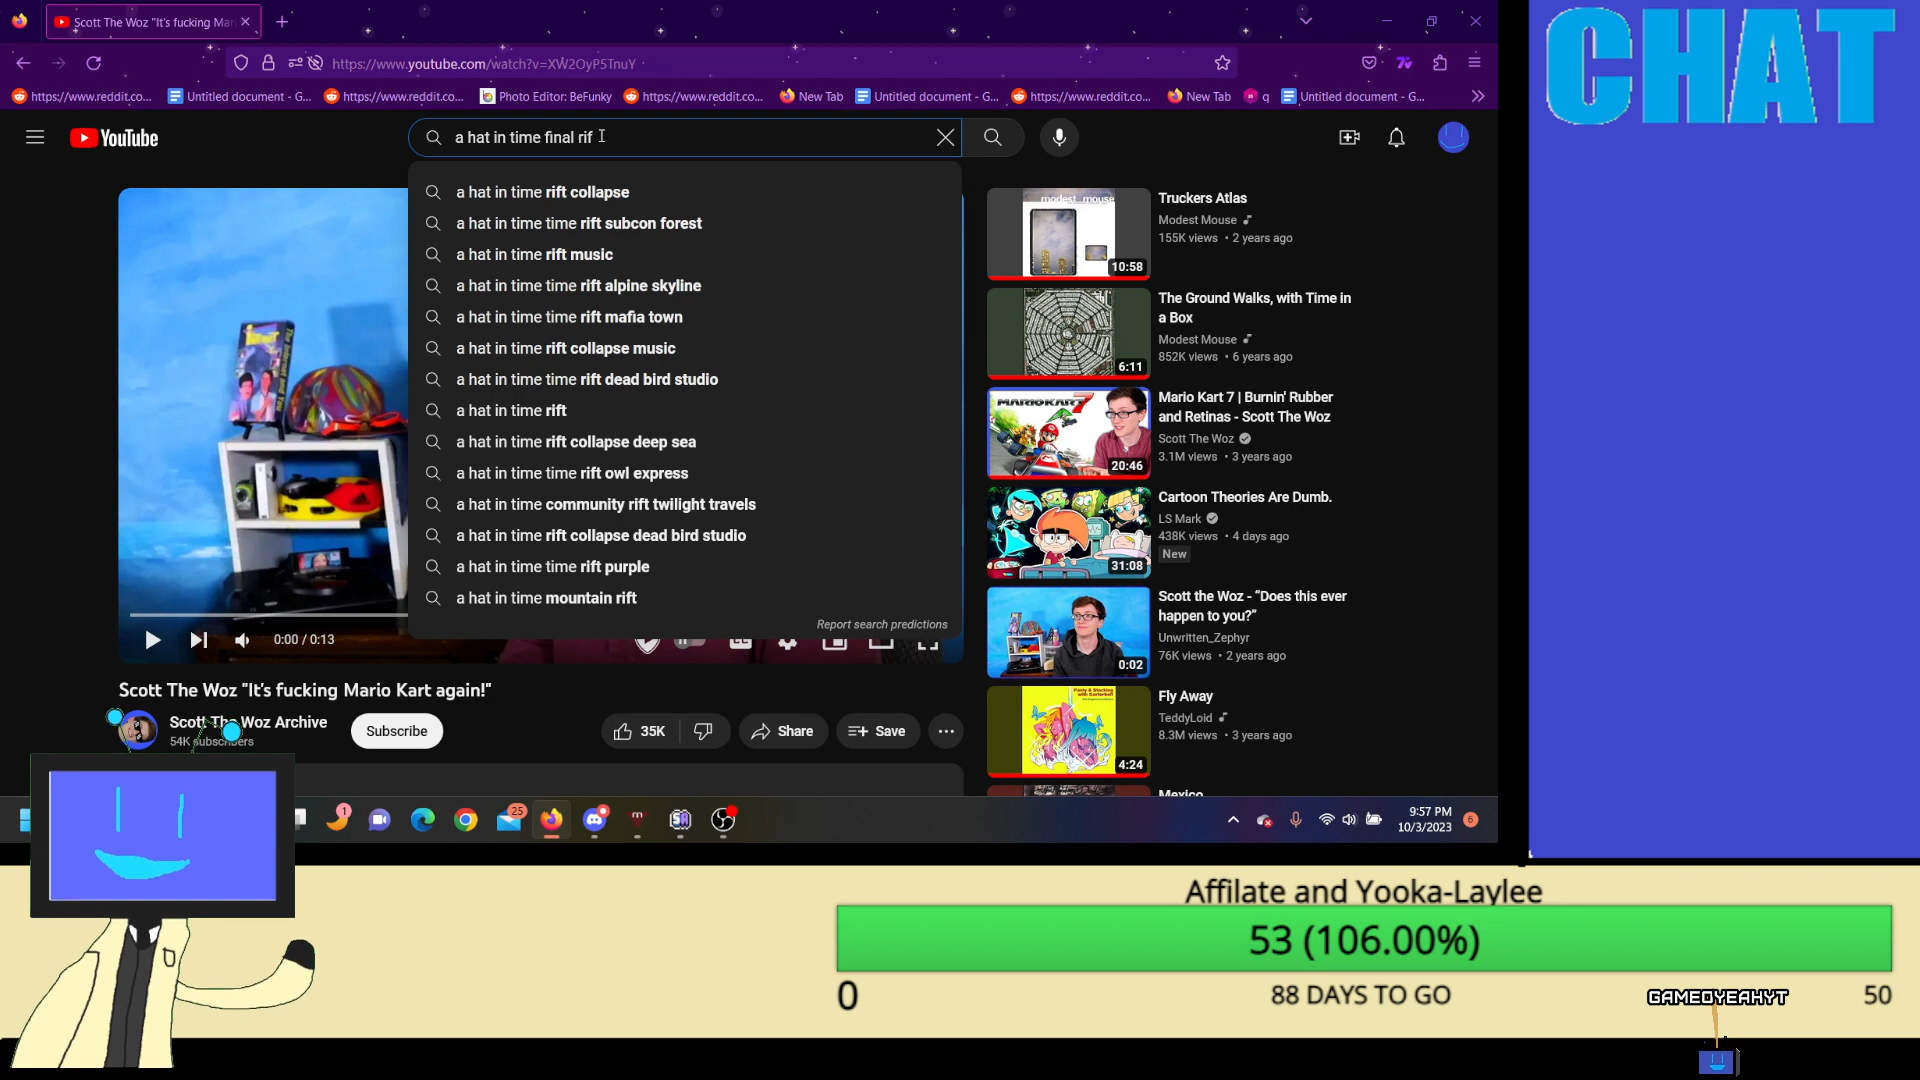 Scott The Woz "It's fucking Mar
https://www.youtube.com/watch?v=XW2OyP5TnuY
https://www.reddit.co...
Untitled document - G...
https://www.reddit.co...
Photo Editor: BeFunky
https://www.reddit.co...
New Tab
Untitled document - G...
https://www.reddit.co...
New Tab
q
Untitled document - G...
CHAT
YouTube
a hat in time final rif
a hat in time rift collapse
a hat in time time rift subcon forest
a hat in time rift music
a hat in time time rift alpine skyline
a hat in time time rift mafia town
a hat in time rift collapse music
a hat in time time rift dead bird studio
a hat in time rift
a hat in time rift collapse deep sea
a hat in time time rift owl express
a hat in time community rift twilight travels
a hat in time rift collapse dead bird studio
a hat in time time rift purple
a hat in time mountain rift
Report search predictions
0:00 / 0:13
modest mouse
10:58
Truckers Atlas
Modest Mouse
155K views • 2 years ago
6:11
The Ground Walks, with Time in
a Box
Modest Mouse
852K views • 6 years ago
MARIOKART 7
20:46
Mario Kart 7 | Burnin' Rubber
and Retinas - Scott The Woz
Scott The Woz
3.1M views • 3 years ago
31:08
Cartoon Theories Are Dumb.
LS Mark
438K views • 4 days ago
New
0:02
Scott the Woz - “Does this ever
happen to you?”
Unwritten_Zephyr
76K views • 2 years ago
4:24
Fly Away
TeddyLoid
8.3M views • 3 years ago
Mexico
Scott The Woz "It's fucking Mario Kart again!"
Scott The Woz Archive
54K subscribers
Subscribe
35K
Share
Save
1
25
9:57 PM
10/3/2023
6
Affilate and Yooka-Laylee
53 (106.00%)
0
88 DAYS TO GO
50
GAMEOYEAHYT